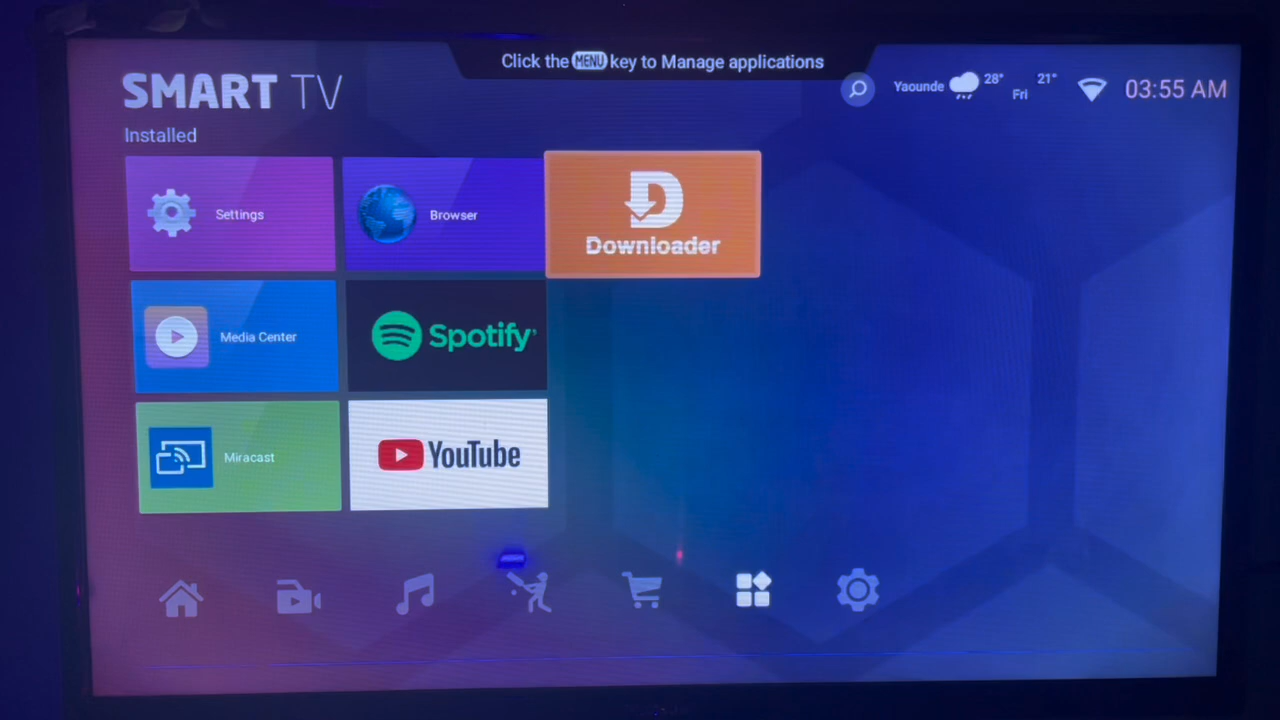 Click the MENU key to Manage applications
SMART TV
Yaounde 28° Fri 21° 03:55 AM
Installed
Settings
Browser
D
Downloader
Media Center
Spotify
Miracast
YouTube